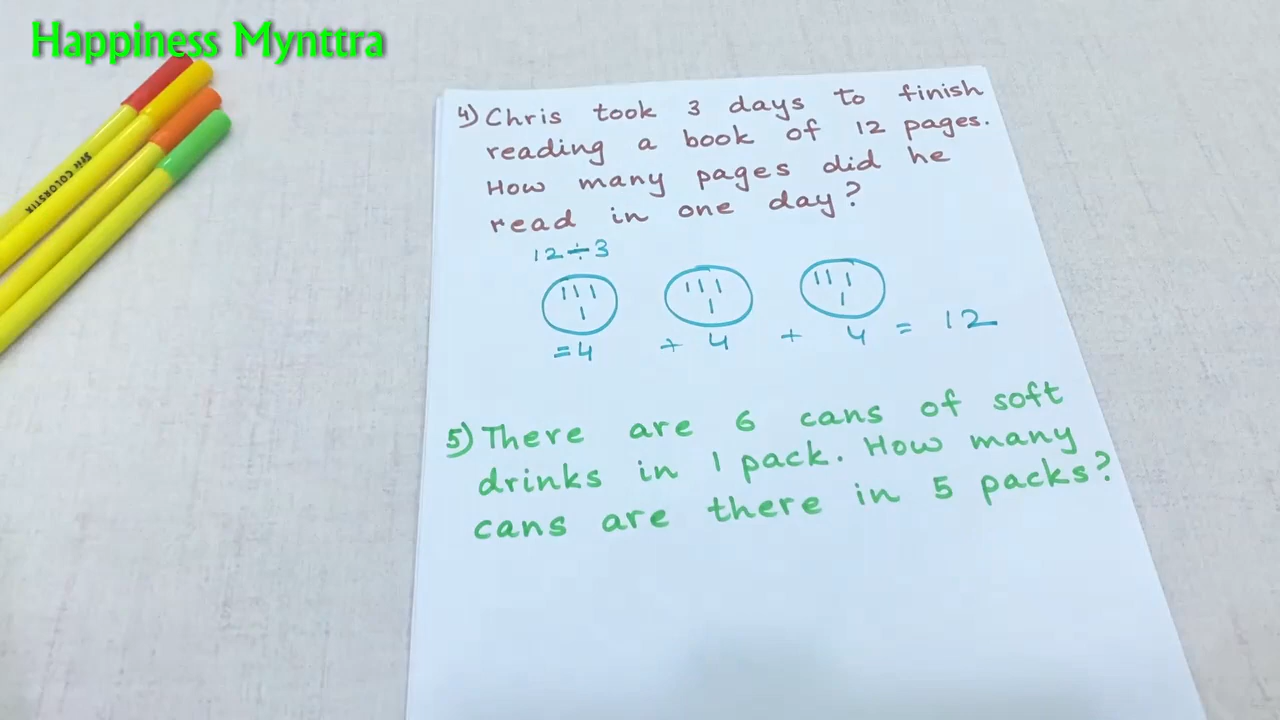 Happiness Mynttra
SFIE COLORSTIX
4) Chris took 3 days to finish
reading a book of 12 pages.
How many pages did he
read in one day?
12÷3
=4 + 4 + 4 = 12
5) There are 6 cans of soft
drinks in 1 pack. How many
cans are there in 5 packs?